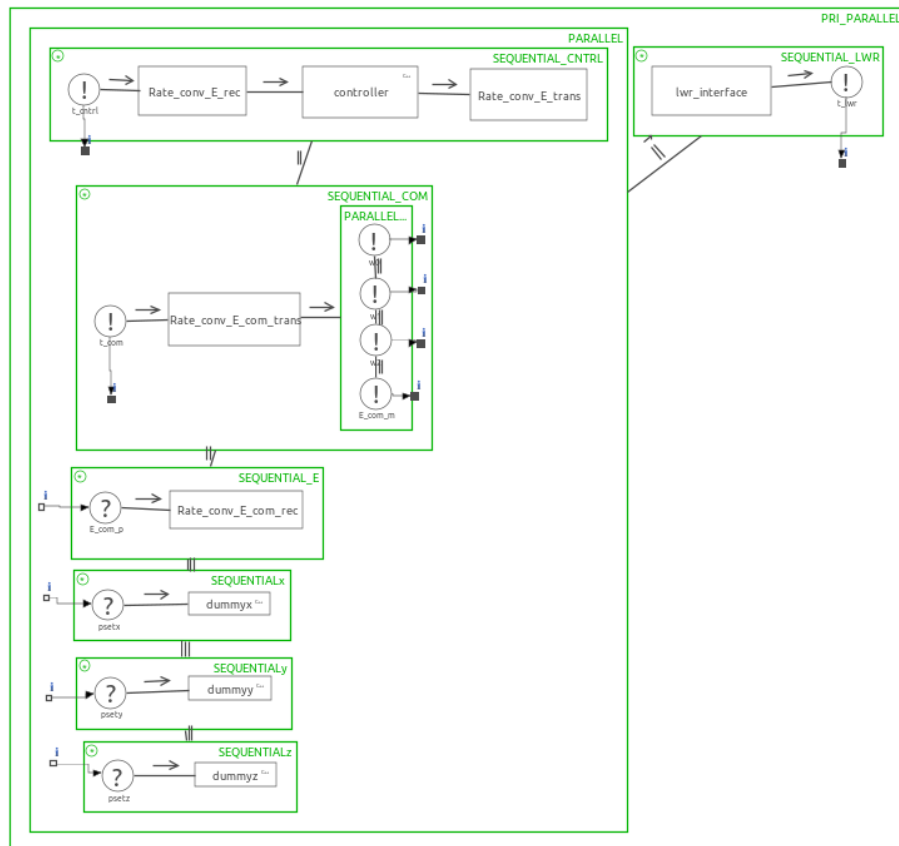 PRI_PARALLEL
PARALLEL
SEQUENTIAL_CNTRL
! Rate_conv_E_rec controller C++ Rate_conv_E_trans
t_cntrl
i
SEQUENTIAL_LWR
lwr_interface !
t_lwr
i
SEQUENTIAL_COM
PARALLEL...
! i
! i
! Rate_conv_E_com_trans
t_com
i
! i
! i
E_com_m
SEQUENTIAL_E
i
? Rate_conv_E_com_rec
E_com_p
SEQUENTIALx
i
? dummyx
psetx
SEQUENTIALy
i
? dummyy
psety
SEQUENTIALz
i
? dummyz
psetz